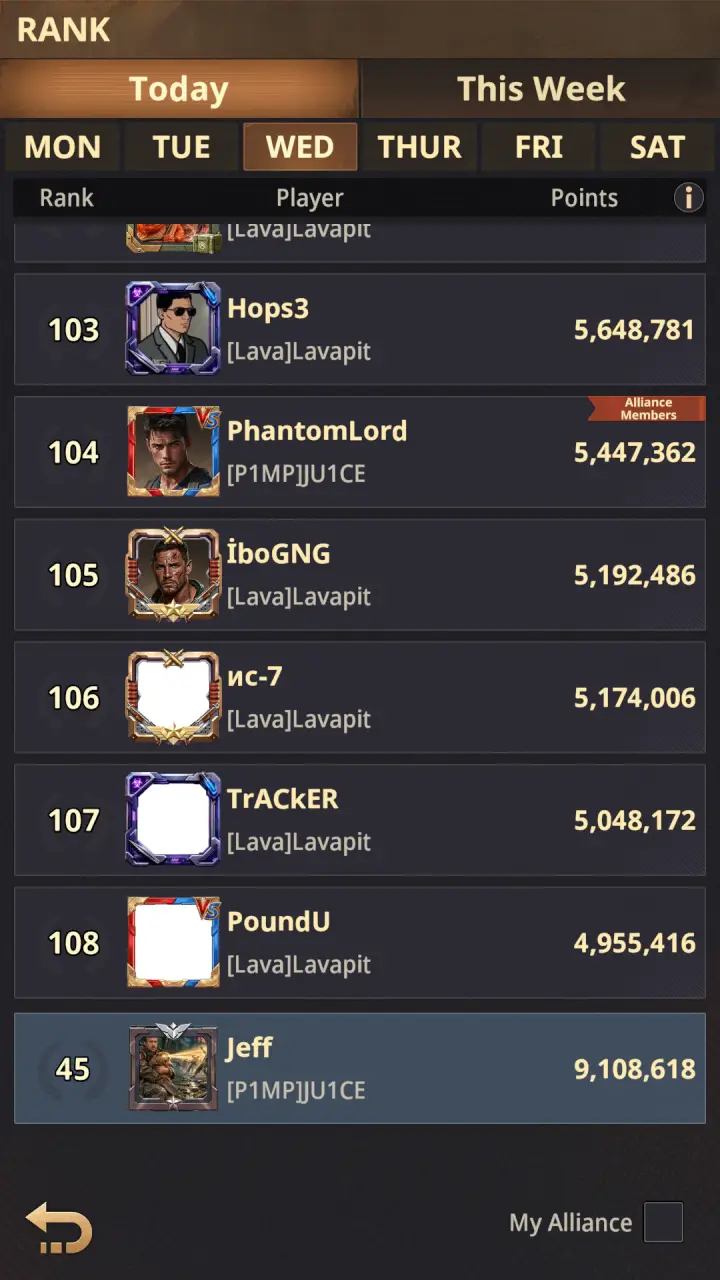 RANK
Today
This Week
MON
TUE
WED
THUR
FRI
SAT
Rank
Player
Points
i
[Lava]Lavapit
103
Hops3
[Lava]Lavapit
5,648,781
104
VS
PhantomLord
[P1MP]JU1CE
Alliance
Members
5,447,362
105
İboGNG
[Lava]Lavapit
5,192,486
106
ис-7
[Lava]Lavapit
5,174,006
107
TrACkER
[Lava]Lavapit
5,048,172
108
VS
PoundU
[Lava]Lavapit
4,955,416
45
Jeff
[P1MP]JU1CE
9,108,618
My Alliance